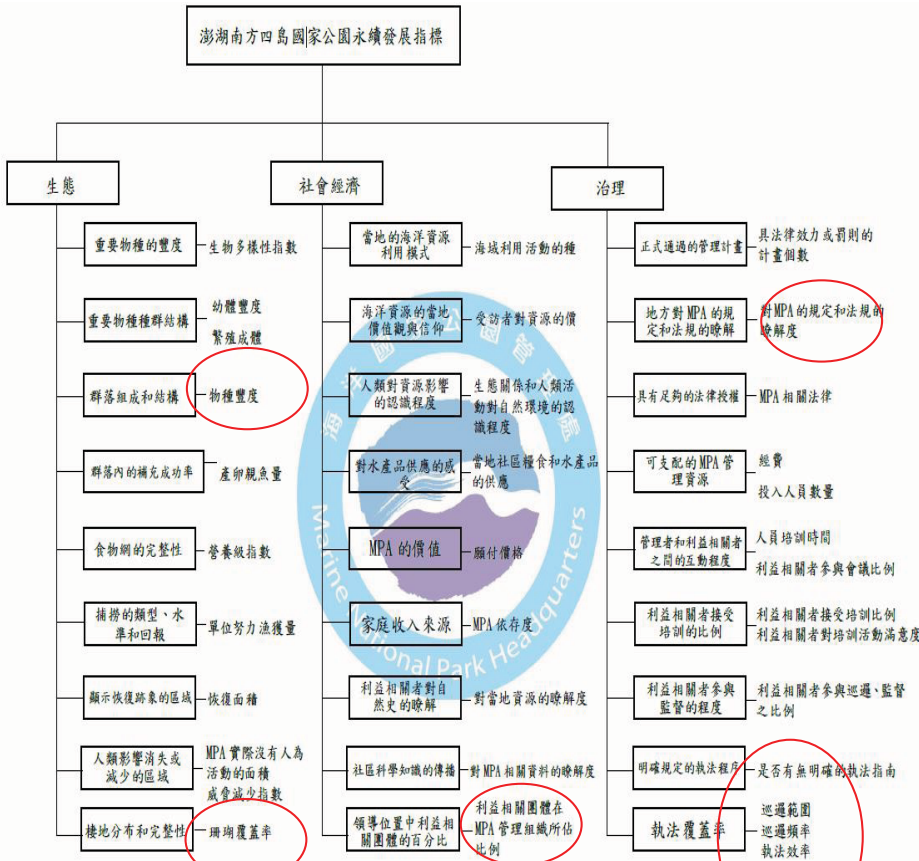 澎湖南方四島國家公園永續發展指標
生態
社會經濟
治理
重要物種的豐度
生物多樣性指數
重要物種種群結構
幼體豐度
繁殖成體
群落組成和結構
物種豐度
群落內的補充成功率
產卵親魚量
食物網的完整性
營養級指數
捕撈的類型、水
準和回報
單位努力漁獲量
顯示恢復跡象的區域
恢復面積
人類影響消失或
減少的區域
MPA 實際沒有人為
活動的面積
威脅減少指數
棲地分布和完整性
珊瑚覆蓋率
當地的海洋資源
利用模式
海域利用活動的種
海洋資源的當地
價值觀與信仰
受訪者對資源的價
人類對資源影響
的認識程度
生態關係和人類活
動對自然環境的認
識程度
對水產品供應的感
受
當地社區糧食和水產品
的供應
MPA 的價值
願付價格
家庭收入來源
MPA 依存度
利益相關者對自
然史的瞭解
對當地資源的瞭解度
社區科學知識的傳播
對 MPA 相關資料的瞭解度
領導位置中利益相
關團體的百分比
利益相關團體在
MPA 管理組織所佔
比例
正式通過的管理計畫
具法律效力或罰則的
計畫個數
地方對 MPA 的規
定和法規的瞭解
對MPA的規定和法規的
瞭解度
具有足夠的法律授權
MPA 相關法律
可支配的 MPA 管
理資源
經費
投入人員數量
管理者和利益相關者
之間的互動程度
人員培訓時間
利益相關者參與會議比例
利益相關者接受
培訓的比例
利益相關者接受培訓比例
利益相關者對培訓活動滿意度
利益相關者參與
監督的程度
利益相關者參與巡邏、監督
之比例
明確規定的執法程序
是否有無明確的執法指南
執法覆蓋率
巡邏範圍
巡邏頻率
執法效率
海洋國家公園管理處
Marine National Park Headquarters